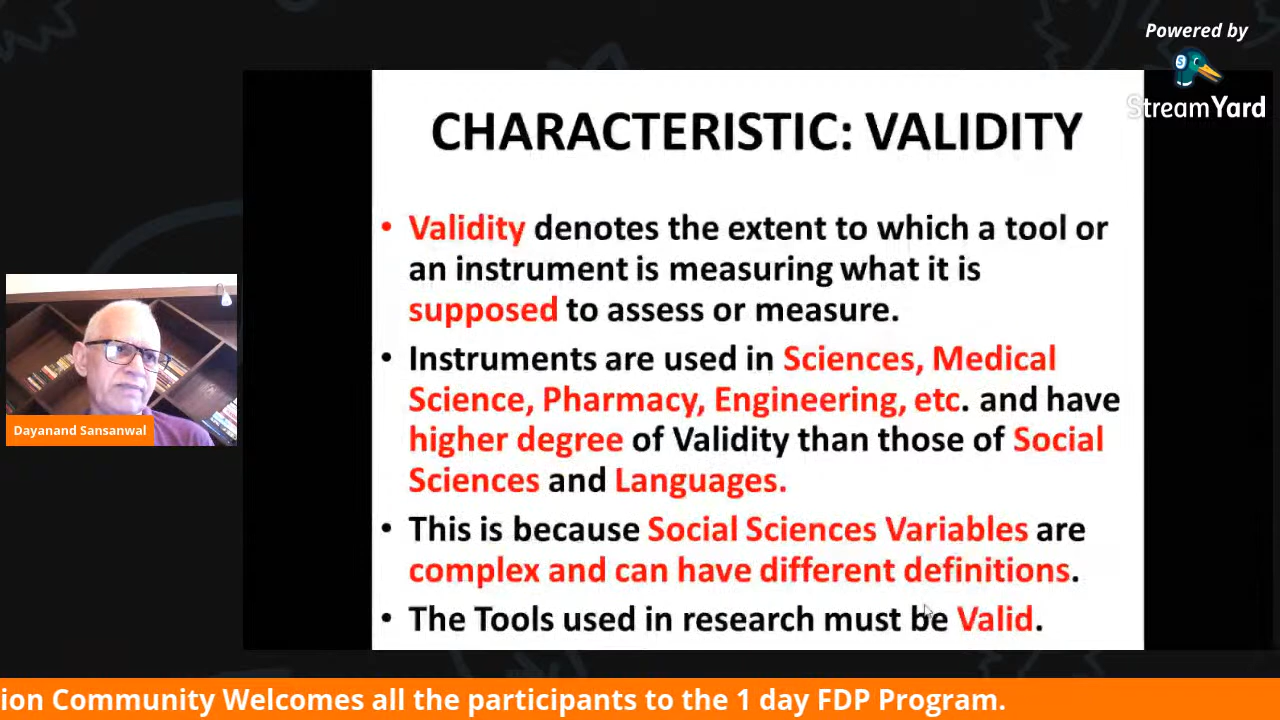 Powered by
StreamYard
CHARACTERISTIC: VALIDITY
• Validity denotes the extent to which a tool or
an instrument is measuring what it is
supposed to assess or measure.
• Instruments are used in Sciences, Medical
Science, Pharmacy, Engineering, etc. and have
higher degree of Validity than those of Social
Sciences and Languages.
• This is because Social Sciences Variables are
complex and can have different definitions.
• The Tools used in research must be Valid.
Dayanand Sansanwal
ion Community Welcomes all the participants to the 1 day FDP Program.